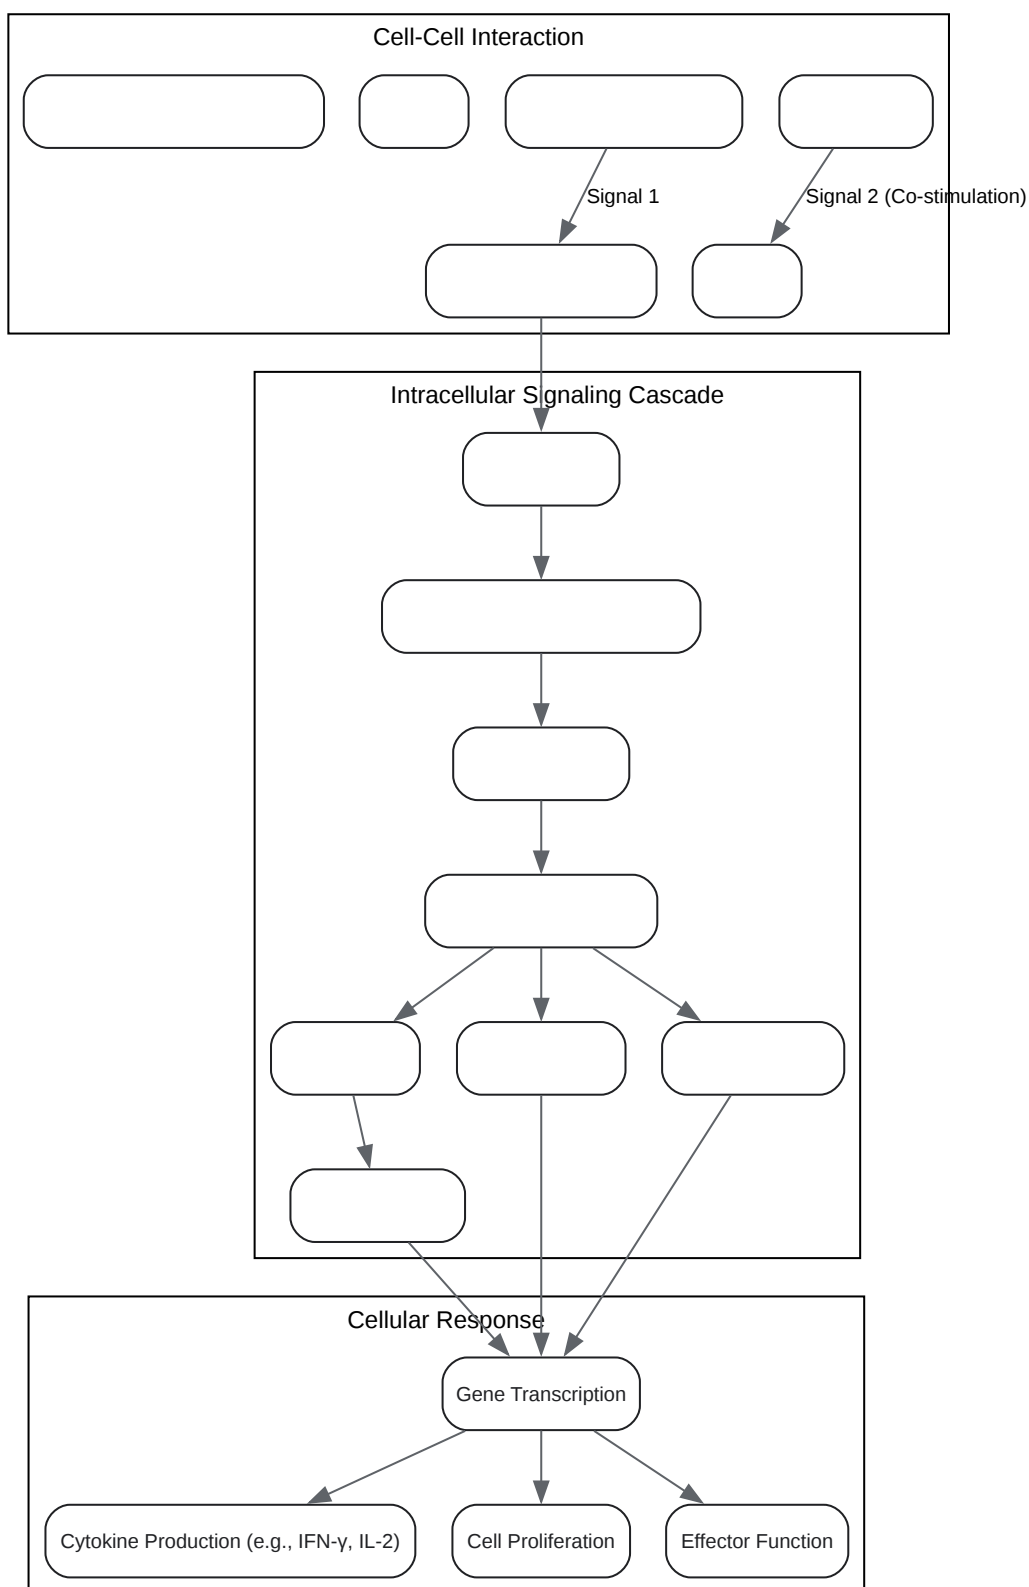 Cell-Cell Interaction
Signal 1
Signal 2 (Co-stimulation)
Intracellular Signaling Cascade
Cellular Response
Gene Transcription
Cytokine Production (e.g., IFN-γ, IL-2)
Cell Proliferation
Effector Function